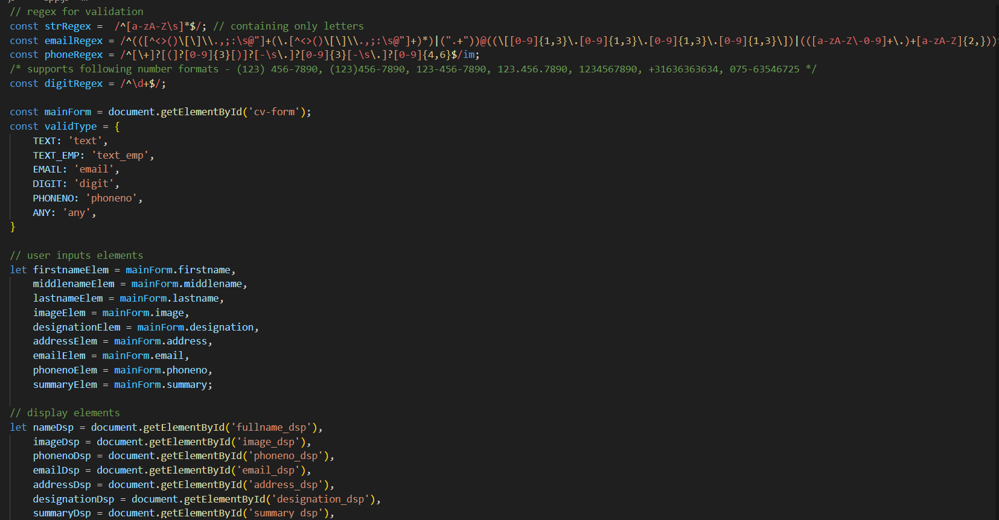 // regex for validation
const strRegex =  /^[a-zA-Z\s]*$/; // containing only letters
const emailRegex = /^(([^<>()\[\]\\.,;:\s@"]+(\.[^<>()\[\]\\.,;:\s@"]+)*)|(".+"))@((\[[0-9]{1,3}\.[0-9]{1,3}\.[0-9]{1,3}\.[0-9]{1,3}\])|(([a-zA-Z\-0-9]+\.)+[a-zA-Z]{2,}))
const phoneRegex = /^[\+]?[(]?[0-9]{3}[)]?[-\s\.]?[0-9]{3}[-\s\.]?[0-9]{4,6}$/im;
/* supports following number formats - (123) 456-7890, (123)456-7890, 123-456-7890, 123.456.7890, 1234567890, +31636363634, 075-63546725 */
const digitRegex = /^\d+$/;
const mainForm = document.getElementById('cv-form');
const validType = {
    TEXT: 'text',
    TEXT_EMP: 'text_emp',
    EMAIL: 'email',
    DIGIT: 'digit',
    PHONENO: 'phoneno',
    ANY: 'any',
}
// user inputs elements
let firstnameElem = mainForm.firstname,
    middlenameElem = mainForm.middlename,
    lastnameElem = mainForm.lastname,
    imageElem = mainForm.image,
    designationElem = mainForm.designation,
    addressElem = mainForm.address,
    emailElem = mainForm.email,
    phonenoElem = mainForm.phoneno,
    summaryElem = mainForm.summary;
// display elements
let nameDsp = document.getElementById('fullname_dsp'),
    imageDsp = document.getElementById('image_dsp'),
    phonenoDsp = document.getElementById('phoneno_dsp'),
    emailDsp = document.getElementById('email_dsp'),
    addressDsp = document.getElementById('address_dsp'),
    designationDsp = document.getElementById('designation_dsp'),
    summaryDsp = document.getElementById('summary_dsp'),